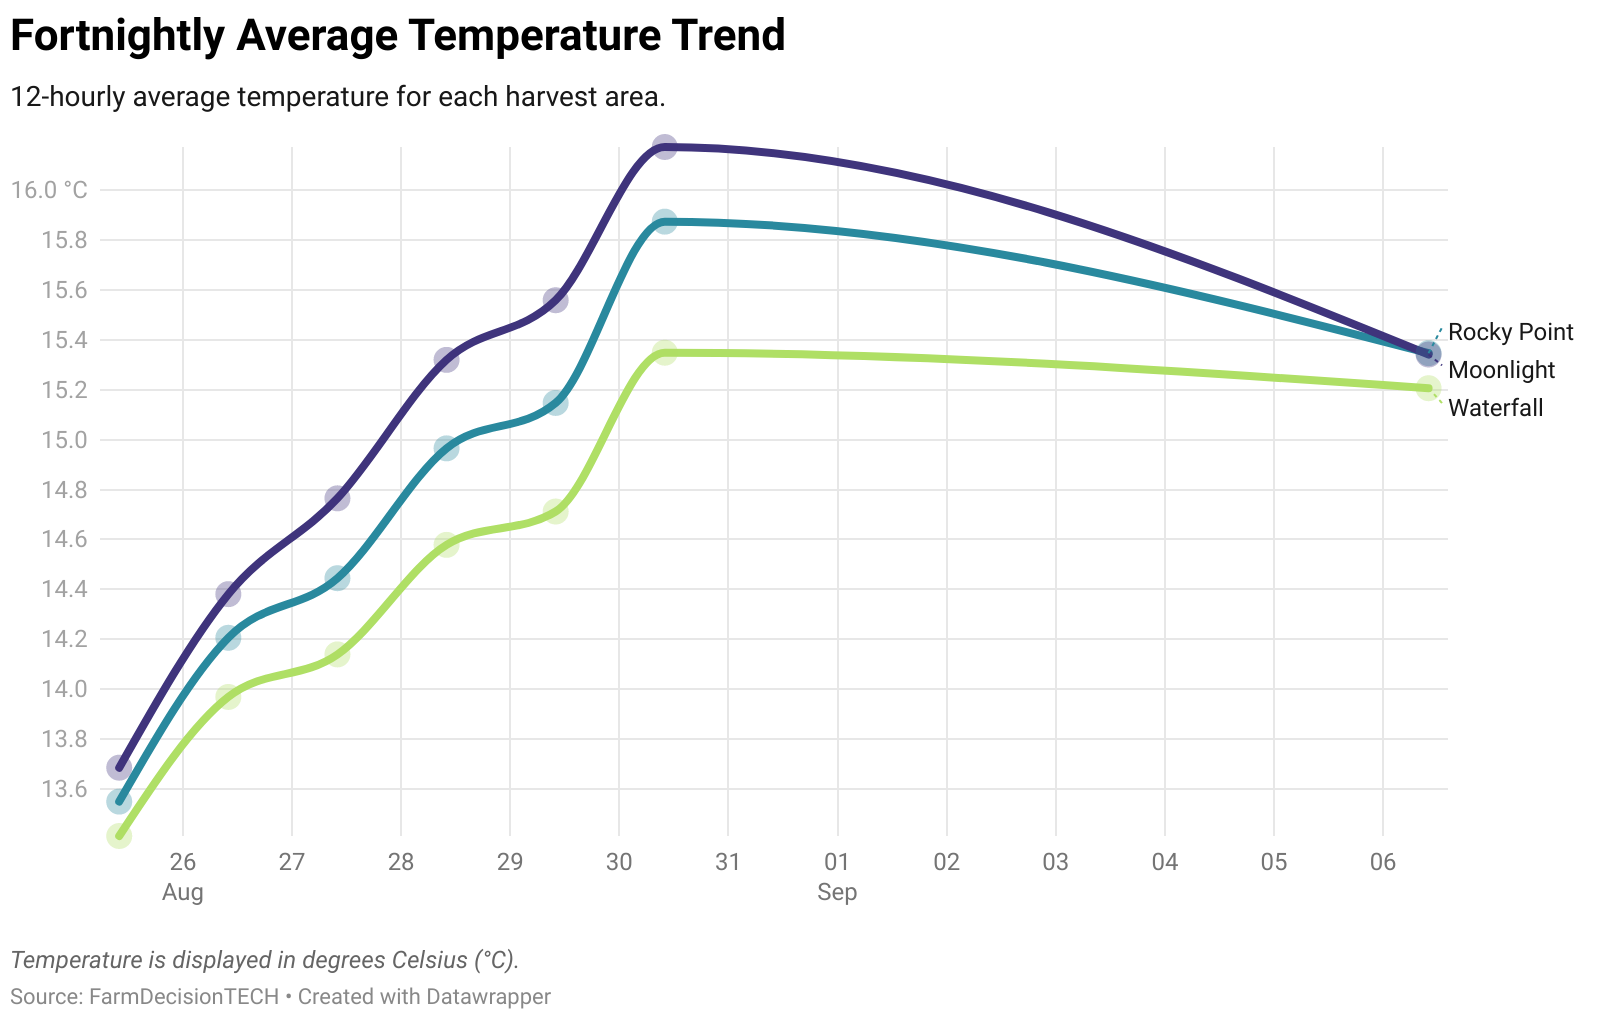 Fortnightly Average Temperature Trend
12-hourly average temperature for each harvest area.
16.0 °C
15.8
15.6
15.4
15.2
15.0
14.8
14.6
14.4
14.2
14.0
13.8
13.6
Rocky Point
Moonlight
Waterfall
26 27 28 29 30 31 01 02 03 04 05 06
Aug Sep
Temperature is displayed in degrees Celsius (°C).
Source: FarmDecisionTECH • Created with Datawrapper